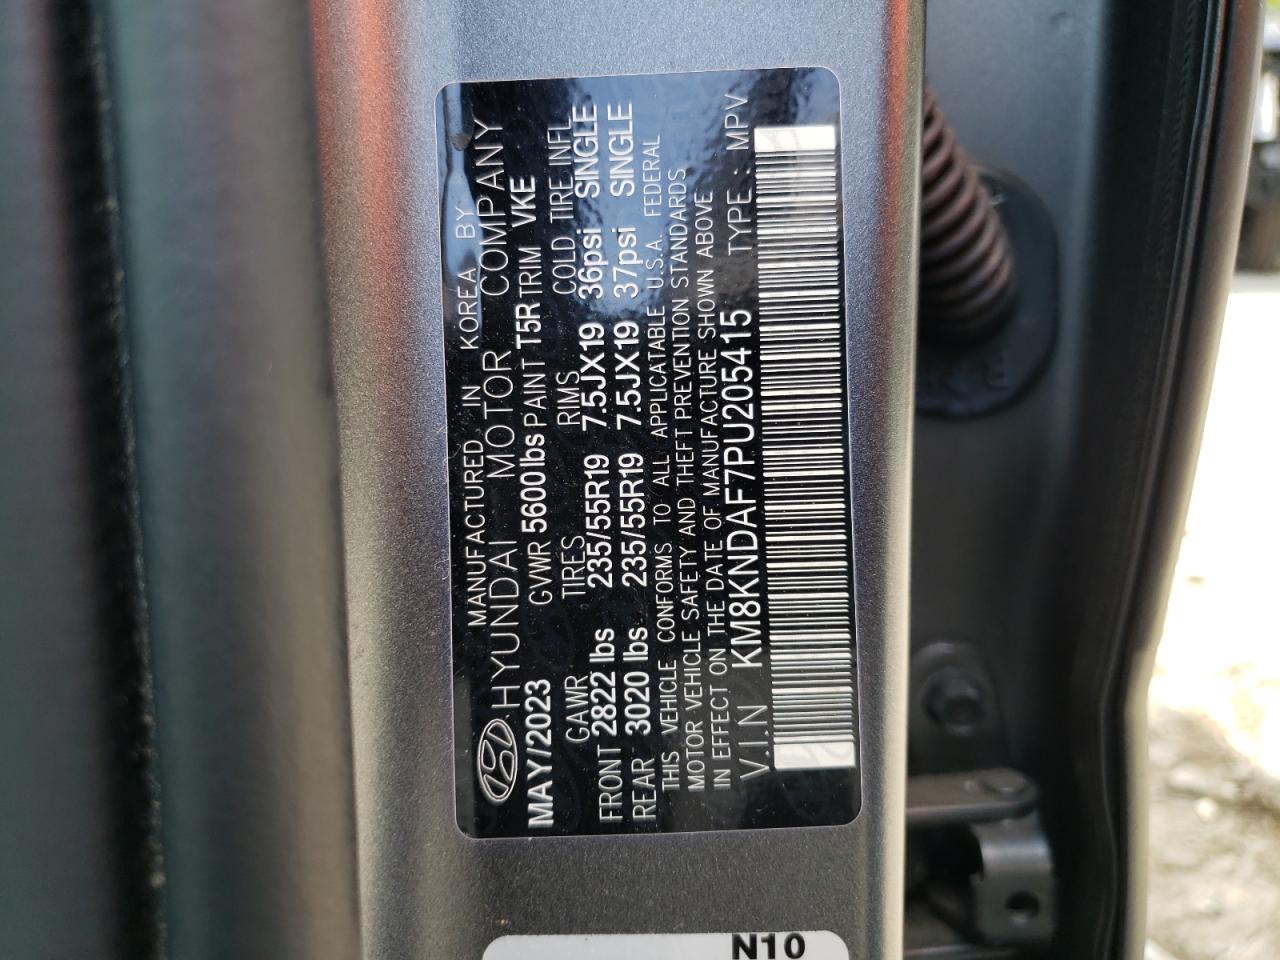 MANUFACTURED IN KOREA BY
HYUNDAI MOTOR COMPANY
MAY/2023 GVWR 5600lbs PAINT T5R TRIM VKE
GAWR TIRES RIMS COLD TIRE INFL
FRONT 2822 lbs 235/55R19 7.5JX19 36psi SINGLE
REAR 3020 lbs 235/55R19 7.5JX19 37psi SINGLE
THIS VEHICLE CONFORMS TO ALL APPLICATABLE U.S.A. FEDERAL
MOTOR VEHICLE SAFETY AND THEFT PREVENTION STANDARDS
IN EFFECT ON THE DATE OF MANUFACTURE SHOWN ABOVE
V.I.N KM8KNDAF7PU205415 TYPE : MPV
N10